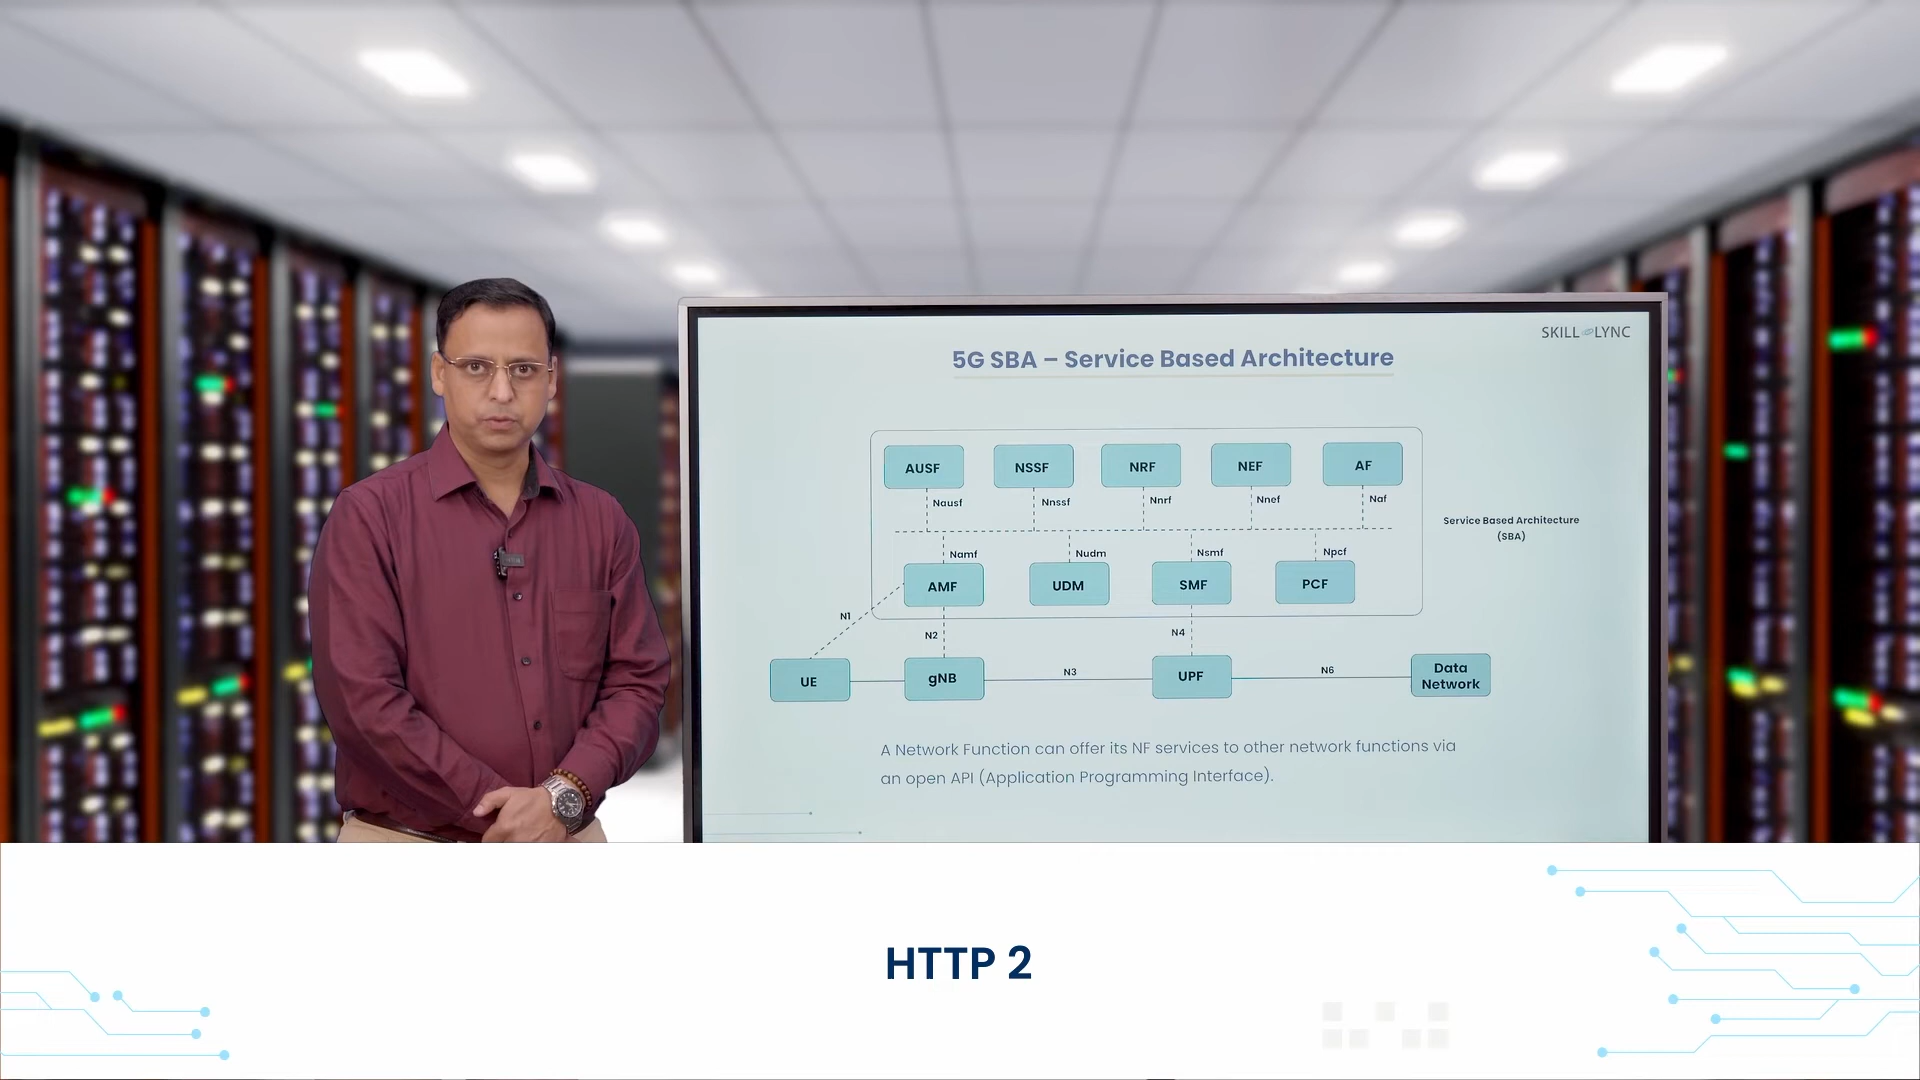 SKILL LYNC
5G SBA – Service Based Architecture
AUSF NSSF NRF NEF AF
Nausf Nnssf Nnrf Nnef Naf
Service Based Architecture
(SBA)
Namf Nudm Nsmf Npcf
AMF UDM SMF PCF
N1
N2 N4
UE gNB N3 UPF N6 Data
Network
A Network Function can offer its NF services to other network functions via
an open API (Application Programming Interface).
HTTP 2